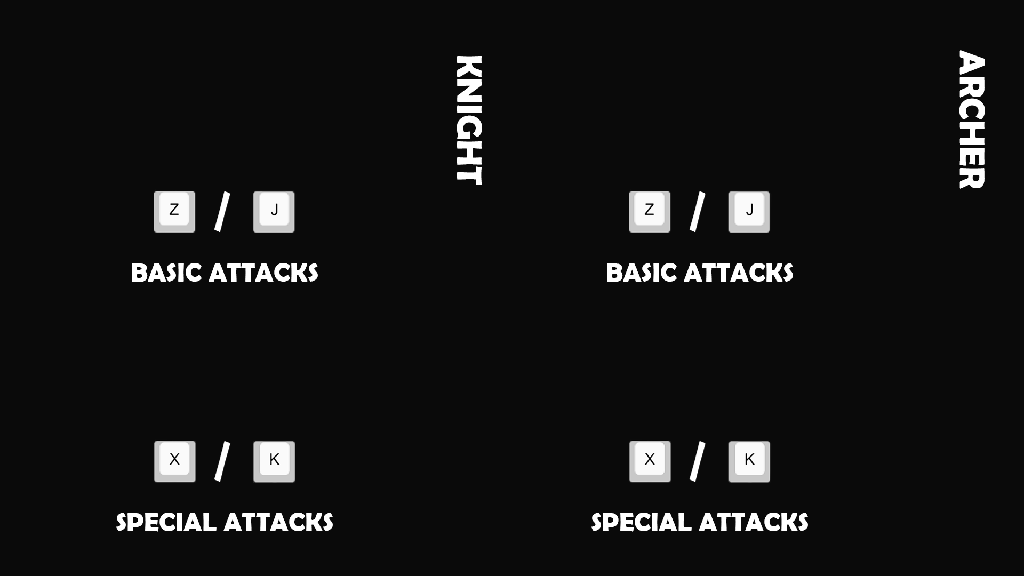 KNIGHT
Z / J
BASIC ATTACKS
X / K
SPECIAL ATTACKS
ARCHER
Z / J
BASIC ATTACKS
X / K
SPECIAL ATTACKS